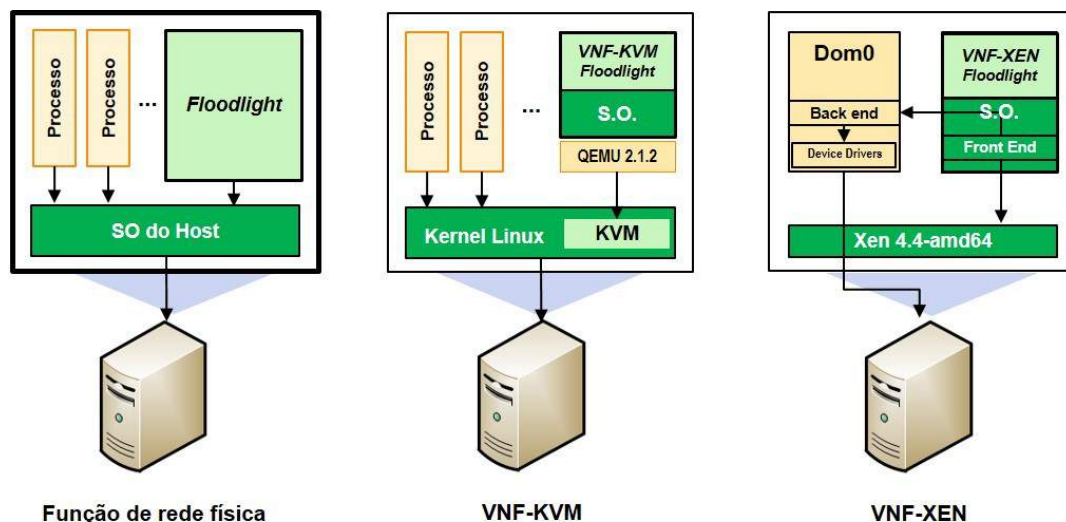 Processo
Processo
...
Floodlight
SO do Host
Função de rede física
Processo
Processo
...
VNF-KVM
Floodlight
S.O.
QEMU 2.1.2
Kernel Linux
KVM
VNF-KVM
Dom0
Back end
Device Drivers
VNF-XEN
Floodlight
S.O.
Front End
Xen 4.4-amd64
VNF-XEN